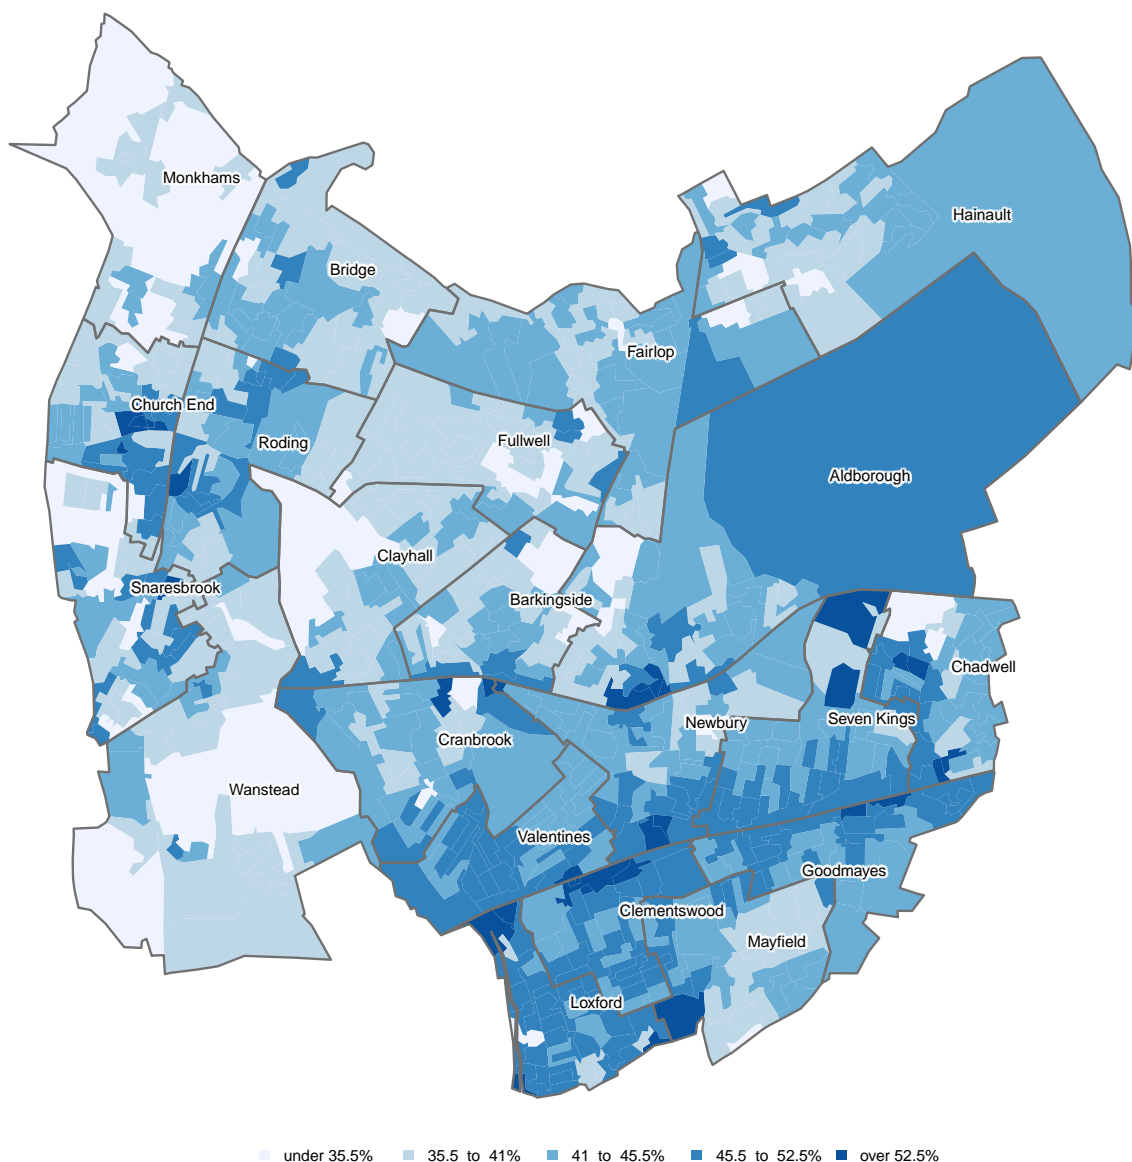 Monkhams
Hainault
Bridge
Fairlop
Church End
Roding
Fullwell
Aldborough
Clayhall
Snaresbrook
Barkingside
Chadwell
Newbury
Seven Kings
Cranbrook
Wanstead
Valentines
Goodmayes
Clementswood
Mayfield
Loxford
under 35.5% 35.5 to 41% 41 to 45.5% 45.5 to 52.5% over 52.5%